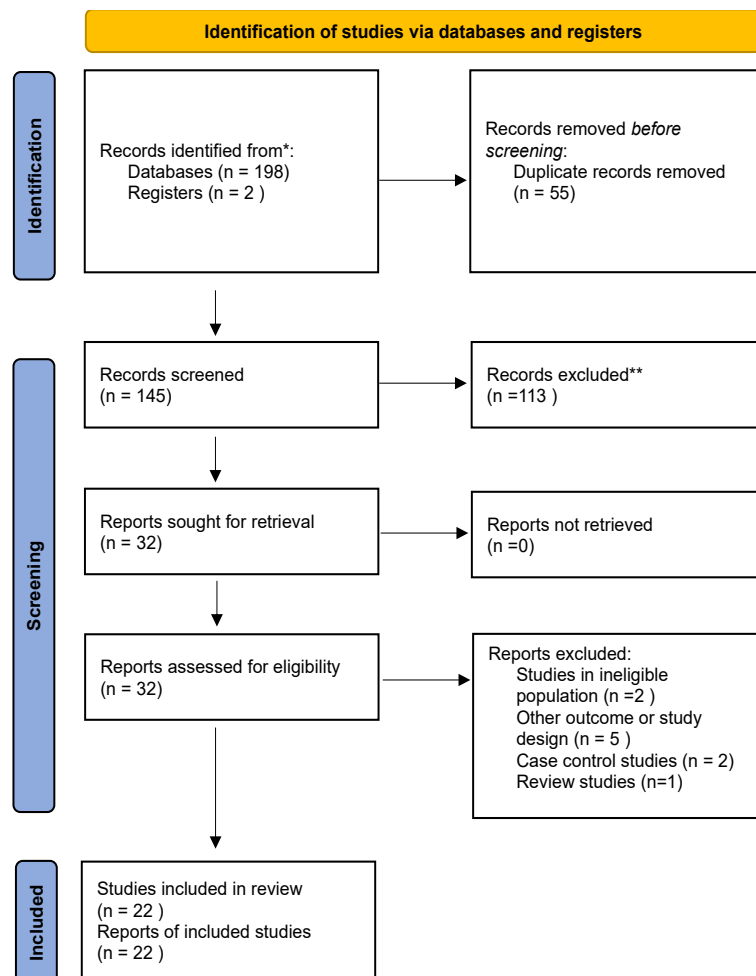 Identification of studies via databases and registers
Identification
Records identified from*:
Databases (n = 198)
Registers (n = 2 )
Records removed before
screening:
Duplicate records removed
(n = 55)
Screening
Records screened
(n = 145)
Records excluded**
(n =113 )
Reports sought for retrieval
(n = 32)
Reports not retrieved
(n =0)
Reports assessed for eligibility
(n = 32)
Reports excluded:
Studies in ineligible
population (n =2 )
Other outcome or study
design (n = 5 )
Case control studies (n = 2)
Review studies (n=1)
Included
Studies included in review
(n = 22 )
Reports of included studies
(n = 22 )